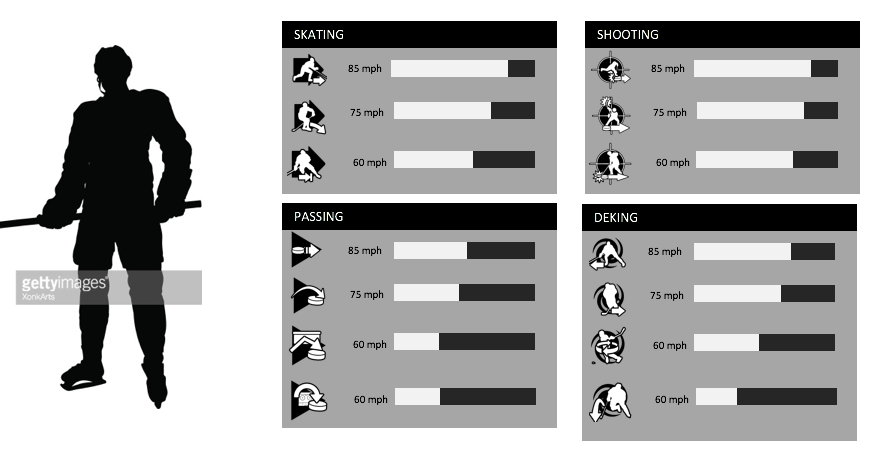 SKATING
85 mph
75 mph
60 mph
SHOOTING
85 mph
75 mph
60 mph
PASSING
85 mph
75 mph
60 mph
60 mph
DEKING
85 mph
75 mph
60 mph
60 mph
gettyimages
XonkArts